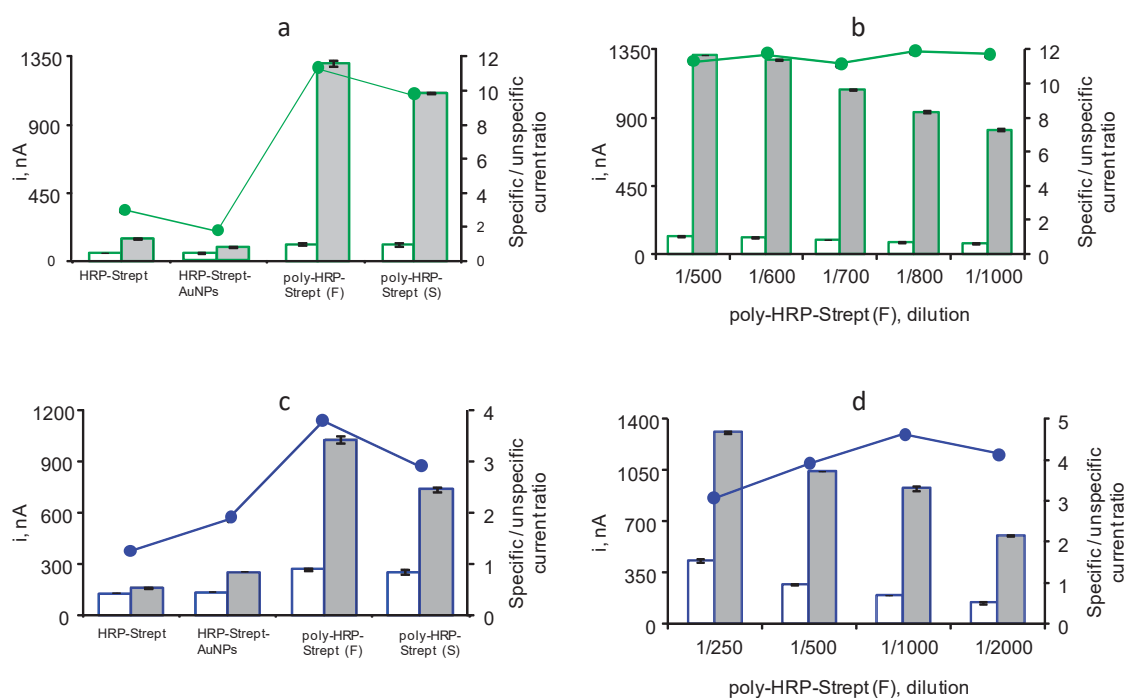 a
1350
900
450
0
i, nA
12
10
8
6
4
2
0
Specific / unspecific
current ratio
HRP-Strept
HRP-Strept-
AuNPs
poly-HRP-
Strept (F)
poly-HRP-
Strept (S)
b
1350
900
450
0
i, nA
12
10
8
6
4
2
0
Specific / unspecific
current ratio
1/500
1/600
1/700
1/800
1/1000
poly-HRP-Strept (F), dilution
c
1200
900
600
300
0
i, nA
4
3
2
1
0
Specific / unspecific
current ratio
HRP-Strept
HRP-Strept-
AuNPs
poly-HRP-
Strept (F)
poly-HRP-
Strept (S)
d
1400
1050
700
350
0
i, nA
5
4
3
2
1
0
Specific / unspecific
current ratio
1/250
1/500
1/1000
1/2000
poly-HRP-Strept (F), dilution